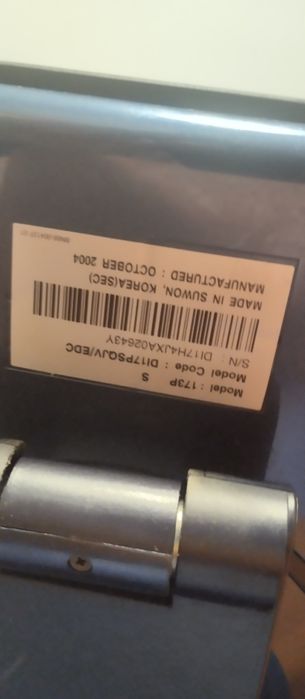 Model : 173P
S
Model Code : DI17PSQJV/EDC
S/N : DI17H4JXA02643Y
MADE IN SUWON, KOREA(SEC)
MANUFACTURED : OCTOBER 2004